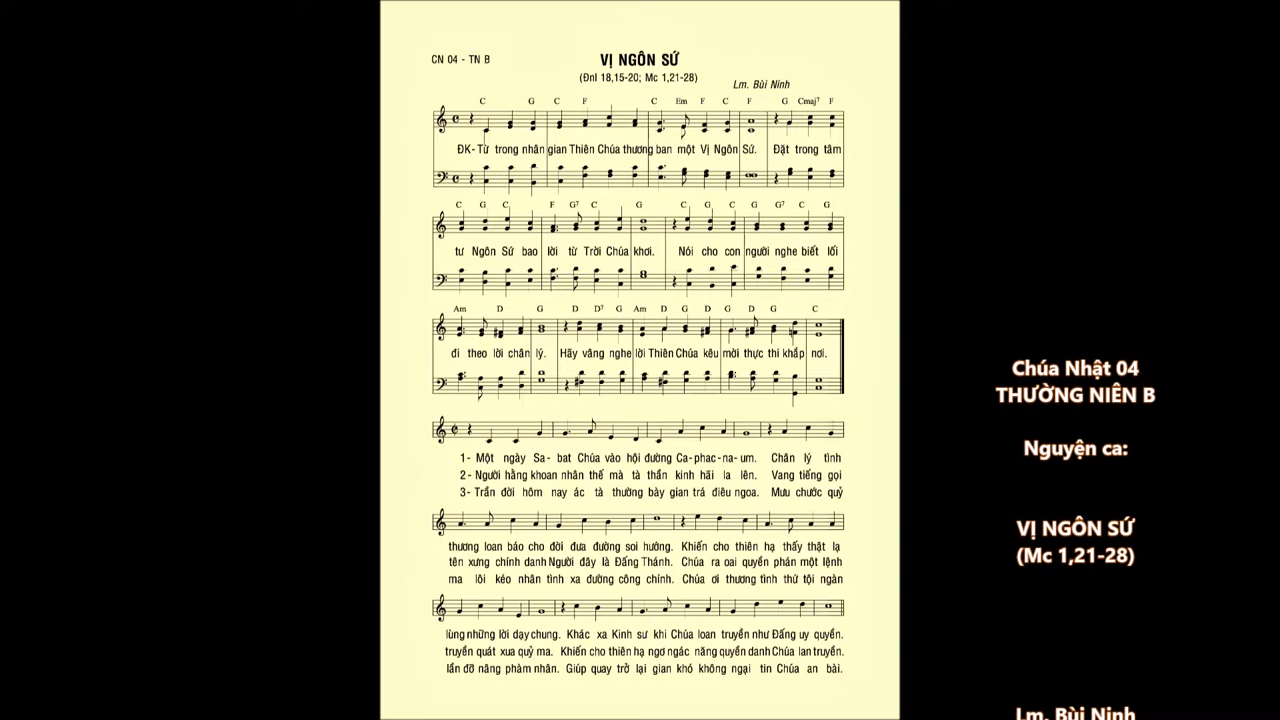 CN 04 - TN B
VỊ NGÔN SỨ
(Đnl 18,15-20; Mc 1,21-28)
Lm. Bùi Ninh
C G C F C Em F C F G Cmaj7 F
ĐK- Từ trong nhân gian Thiên Chúa thương ban một Vị Ngôn Sứ. Đặt trong tâm
C G C F G7 C G C G C G G7 C G
tư Ngôn Sứ bao lời từ Trời Chúa khơi. Nói cho con người nghe biết lối
Am D G D D7 G Am D G D G D G C
đi theo lời chân lý. Hãy vâng nghe lời Thiên Chúa kêu mời thực thi khắp nơi.
1- Một ngày Sa- bat Chúa vào hội đường Ca-phac-na-um. Chân lý tình
2- Người hằng khoan nhân thế mà tà thần kinh hãi la lên. Vang tiếng gọi
3- Trần đời hôm nay ác tà thường bày gian trá điêu ngoa. Mưu chước quỷ
thương loan báo cho đời đưa đường soi hướng. Khiến cho thiên hạ thấy thật lạ
tên xưng chính danh Người đây là Đấng Thánh. Chúa ra oai quyền phán một lệnh
ma lôi kéo nhân tình xa đường công chính. Chúa ơi thương tình thứ tội ngàn
lùng những lời dạy chung. Khác xa Kinh sư khi Chúa loan truyền như Đấng uy quyền.
truyền quát xua quỷ ma. Khiến cho thiên hạ ngơ ngác năng quyền danh Chúa lan truyền.
lần đỡ nâng phàm nhân. Giúp quay trở lại gian khó không ngại tin Chúa an bài.
Chúa Nhật 04
THƯỜNG NIÊN B
Nguyện ca:
VỊ NGÔN SỨ
(Mc 1,21-28)
Lm. Bùi Ninh